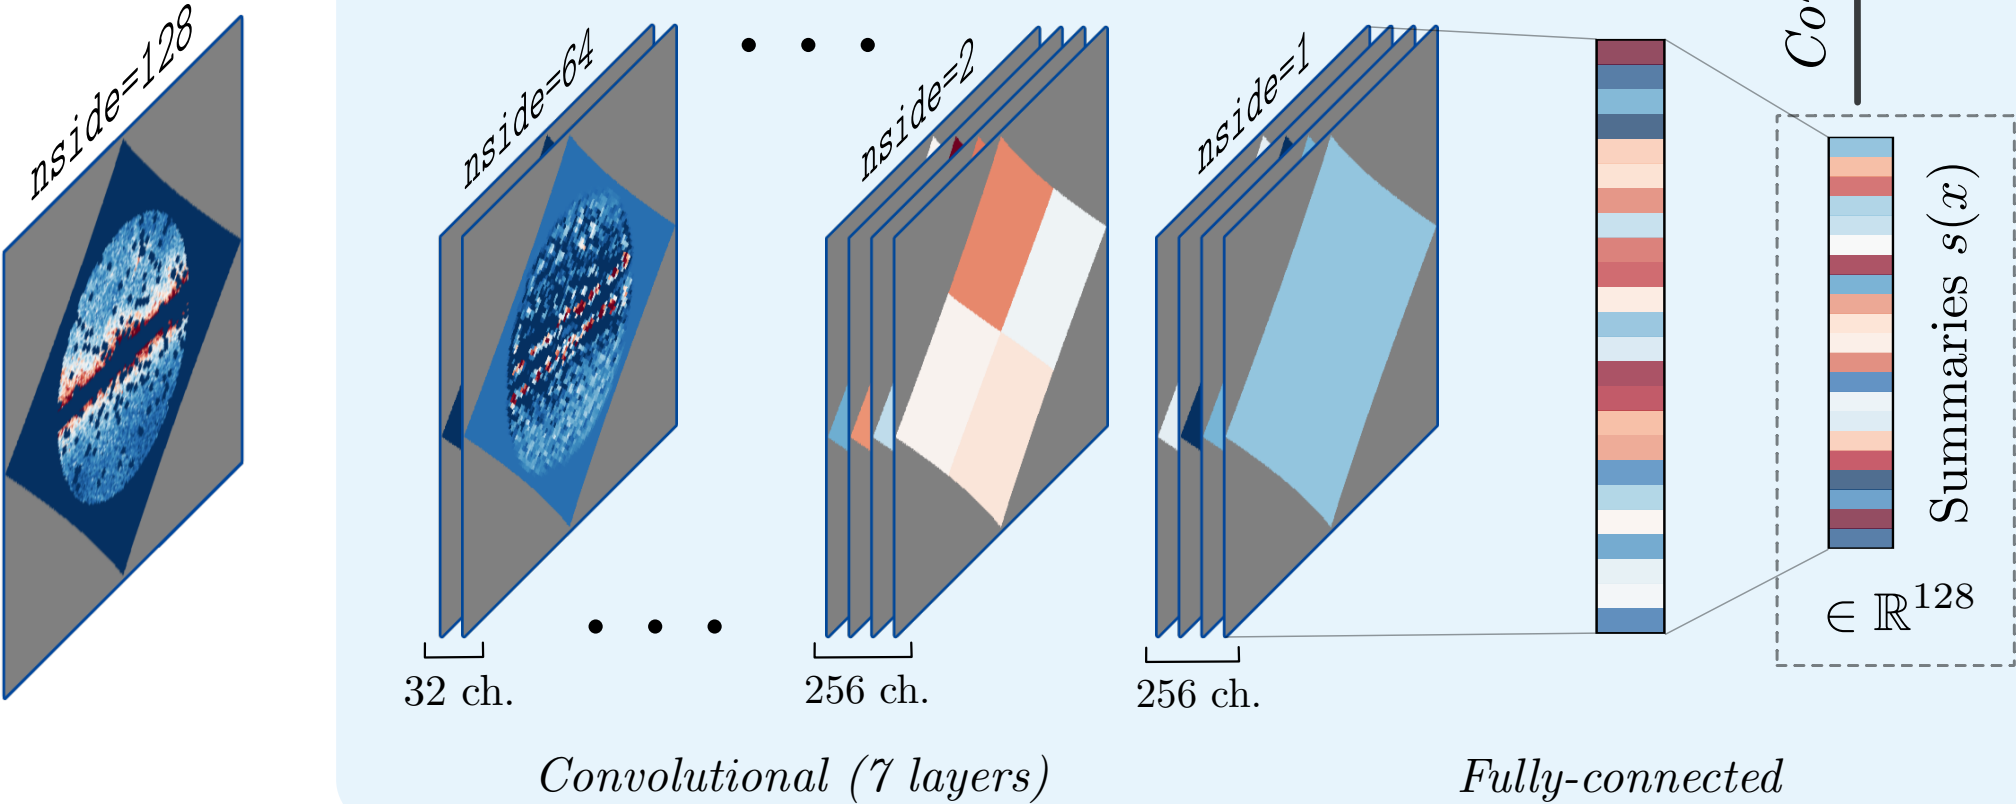 nside=128
nside=64
nside=2
nside=1
32 ch.
256 ch.
256 ch.
Convolutional (7 layers)
Fully-connected
Summaries s(x)
∈ ℝ¹²⁸